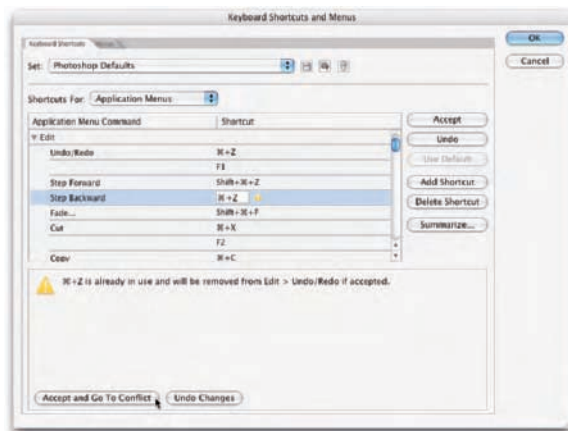 Keyboard Shortcuts and Menus
Keyboard Shortcuts
Menus
OK
Cancel
Set: Photoshop Defaults
Shortcuts For: Application Menus
Application Menu Command Shortcut
Edit
Undo/Redo ⌘+Z
F1
Step Forward Shift+⌘+Z
Step Backward ⌘+Z
Fade... Shift+⌘+F
Cut ⌘+X
F2
Copy ⌘+C
Accept
Undo
Use Default
Add Shortcut
Delete Shortcut
Summarize...
⌘+Z is already in use and will be removed from Edit > Undo/Redo if accepted.
Accept and Go To Conflict
Undo Changes